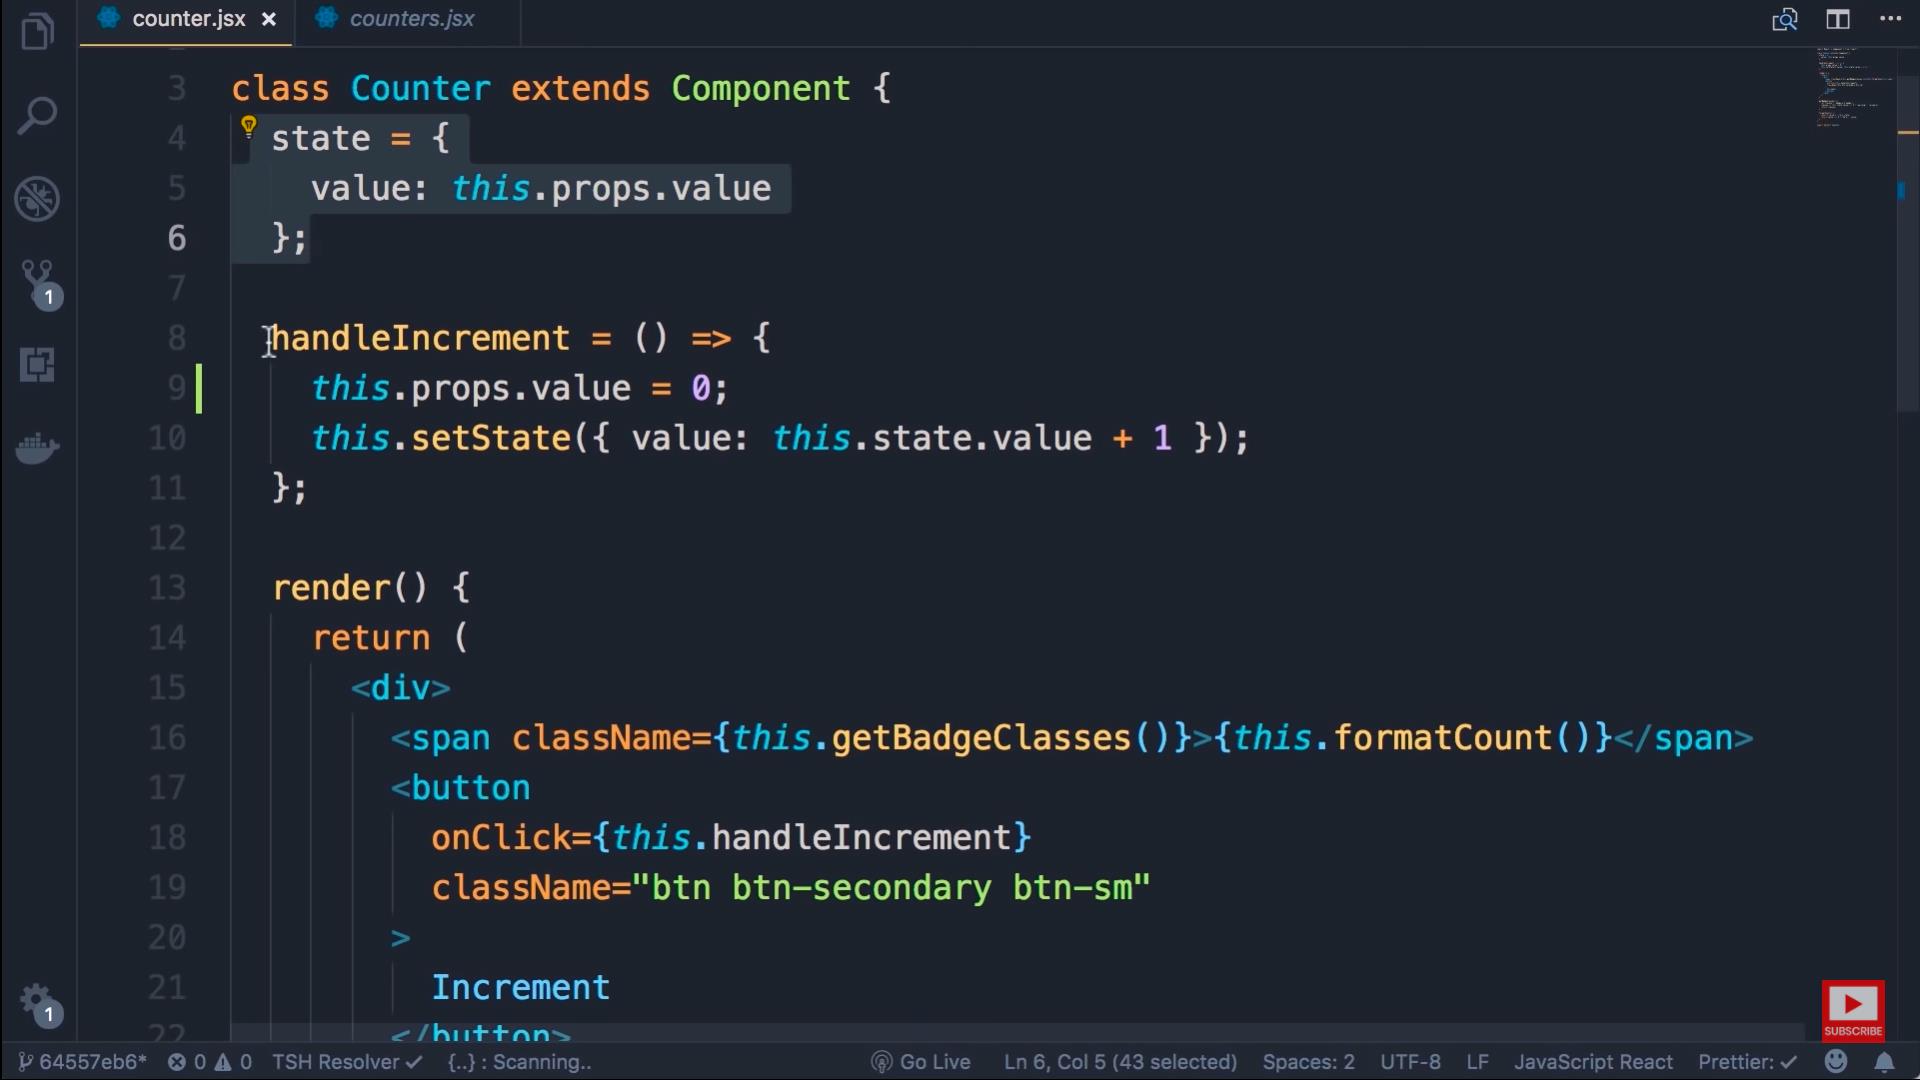 counter.jsx ×
counters.jsx
3 class Counter extends Component {
4 state = {
5 value: this.props.value
6 };
7
8 handleIncrement = () => {
9 this.props.value = 0;
10 this.setState({ value: this.state.value + 1 });
11 };
12
13 render() {
14 return (
15 <div>
16 <span className={this.getBadgeClasses()}>{this.formatCount()}</span>
17 <button
18 onClick={this.handleIncrement}
19 className="btn btn-secondary btn-sm"
20 >
21 Increment
22 </button>
1
1
SUBSCRIBE
64557eb6* 0 0 TSH Resolver ✓ {..} : Scanning.. Go Live Ln 6, Col 5 (43 selected) Spaces: 2 UTF-8 LF JavaScript React Prettier: ✓